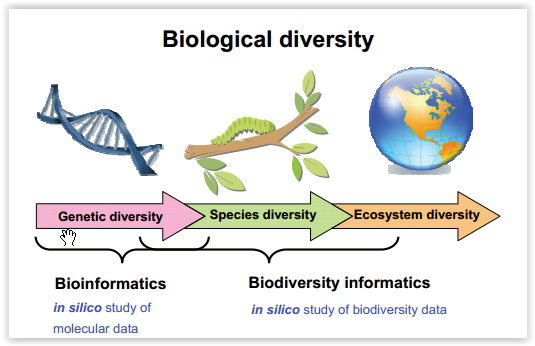 Biological diversity
Genetic diversity
Species diversity
Ecosystem diversity
Bioinformatics
in silico study of
molecular data
Biodiversity informatics
in silico study of biodiversity data